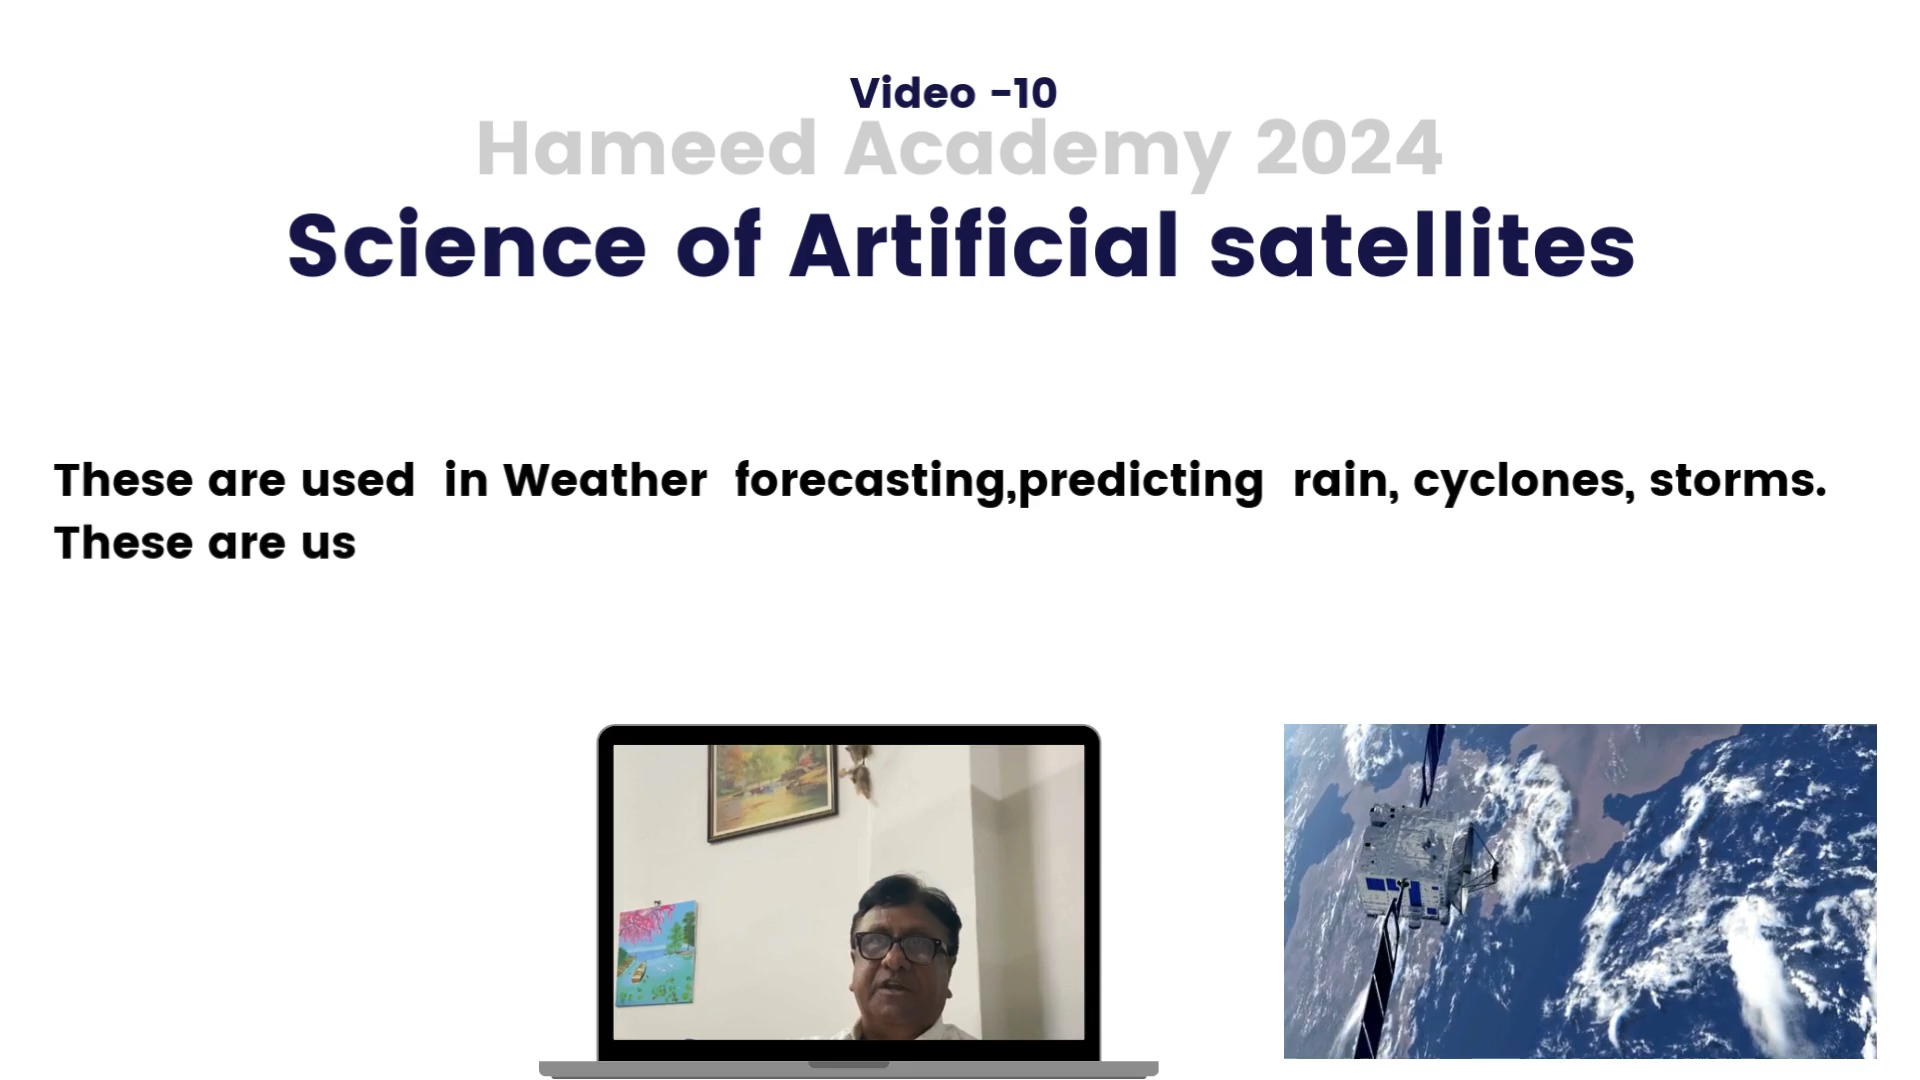 Video -10
Hameed Academy 2024
Science of Artificial satellites
These are used in Weather forecasting,predicting rain, cyclones, storms.
These are us